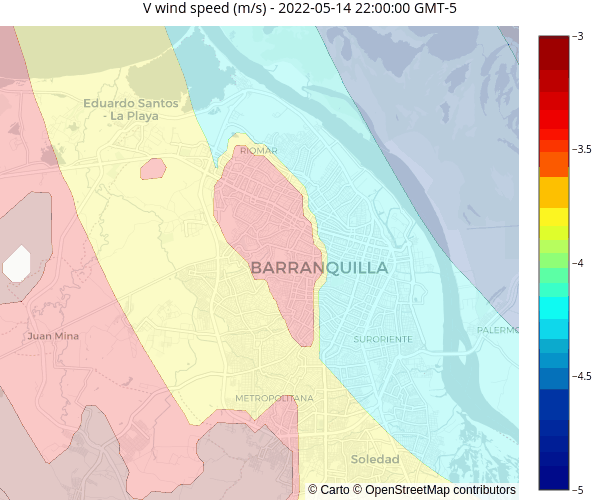 V wind speed (m/s) - 2022-05-14 22:00:00 GMT-5
−3
Eduardo Santos
- La Playa
−3.5
RIOMAR
−4
BARRANQUILLA
PALERMO
Juan Mina
SURORIENTE
−4.5
METROPOLITANA
Soledad
−5
© Carto © OpenStreetMap contributors